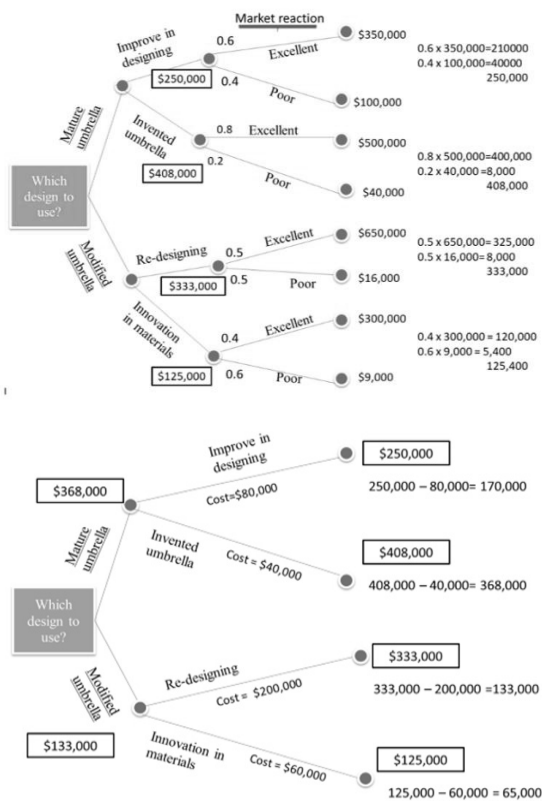 Market reaction
Improve in
designing
0.6
Excellent
$350,000
0.6 x 350,000=210000
0.4 x 100,000=40000
250,000
$250,000
0.4
Poor
$100,000
Mature
umbrella
Invented
umbrella
0.8
Excellent
$500,000
0.8 x 500,000=400,000
0.2 x 40,000 =8,000
408,000
0.2
$408,000
Poor
$40,000
Which
design to
use?
Modified
umbrella
Re-designing
0.5
Excellent
$650,000
0.5 x 650,000= 325,000
0.5 x 16,000= 8,000
333,000
$333,000
0.5
Poor
$16,000
Innovation
in materials
0.4
Excellent
$300,000
0.4 x 300,000 = 120,000
0.6 x 9,000 = 5,400
125,400
$125,000
0.6
Poor
$9,000
Improve in
designing
Cost=$80,000
$250,000
250,000 – 80,000= 170,000
$368,000
Mature
umbrella
Invented
umbrella
Cost = $40,000
$408,000
408,000 – 40,000= 368,000
Which
design to
use?
Modified
umbrella
Re-designing
Cost = $200,000
$333,000
333,000 – 200,000 =133,000
$133,000
Innovation in
materials
Cost = $60,000
$125,000
125,000 – 60,000 = 65,000